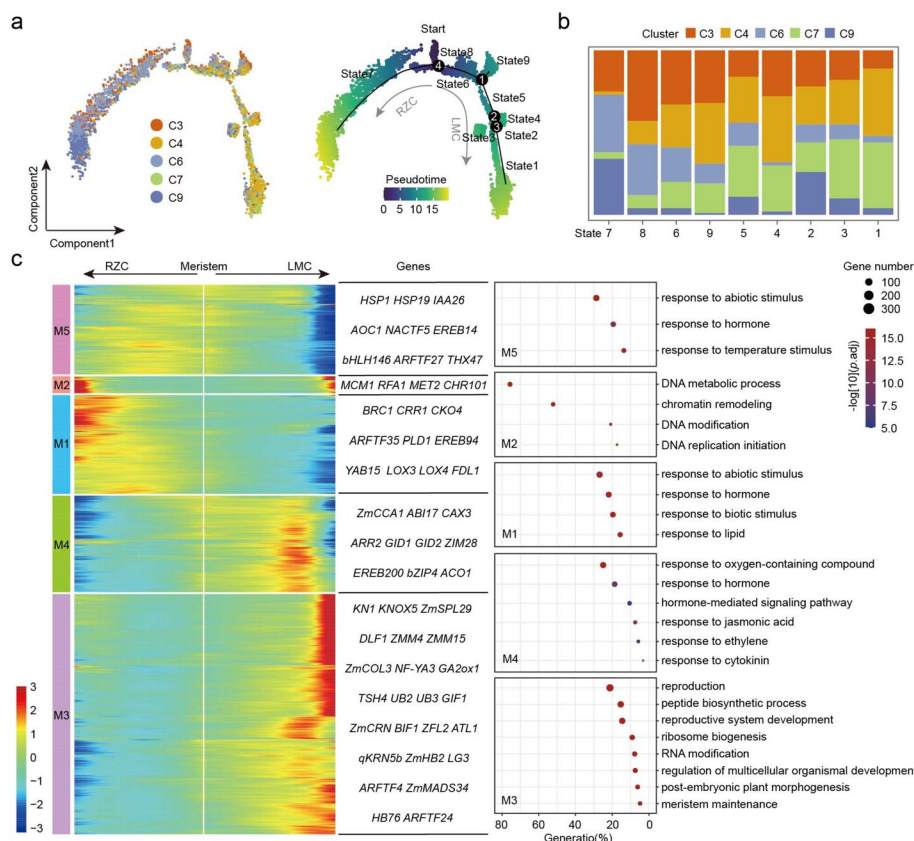 a
b
Start
State8
State9
State7
State6
State5
State4
State2
State3
State1
RZC
LMC
4
1
2
3
C3
C4
C6
C7
C9
Pseudotime
0 5 10 15
Component2
Component1
Cluster C3 C4 C6 C7 C9
State 7 8 6 9 5 4 2 3 1
c
RZC Meristem LMC Genes
M5
HSP1 HSP19 IAA26
AOC1 NACTF5 EREB14
bHLH146 ARFTF27 THX47
M2
MCM1 RFA1 MET2 CHR101
M1
BRC1 CRR1 CKO4
ARFTF35 PLD1 EREB94
YAB15 LOX3 LOX4 FDL1
M4
ZmCCA1 ABI17 CAX3
ARR2 GID1 GID2 ZIM28
EREB200 bZIP4 ACO1
M3
KN1 KNOX5 ZmSPL29
DLF1 ZMM4 ZMM15
ZmCOL3 NF-YA3 GA2ox1
TSH4 UB2 UB3 GIF1
ZmCRN BIF1 ZFL2 ATL1
qKRN5b ZmHB2 LG3
ARFTF4 ZmMADS34
HB76 ARFTF24
3
2
1
0
−1
−2
−3
response to abiotic stimulus
response to hormone
response to temperature stimulus
M5
DNA metabolic process
chromatin remodeling
DNA modification
DNA replication initiation
M2
response to abiotic stimulus
response to hormone
response to biotic stimulus
response to lipid
M1
response to oxygen-containing compound
response to hormone
hormone-mediated signaling pathway
response to jasmonic acid
response to ethylene
response to cytokinin
M4
reproduction
peptide biosynthetic process
reproductive system development
ribosome biogenesis
RNA modification
regulation of multicellular organismal developmen
post-embryonic plant morphogenesis
meristem maintenance
M3
80 60 40 20 0
Generatio(%)
Gene number
100
200
300
-log[10](p.adj)
15.0
12.5
10.0
7.5
5.0